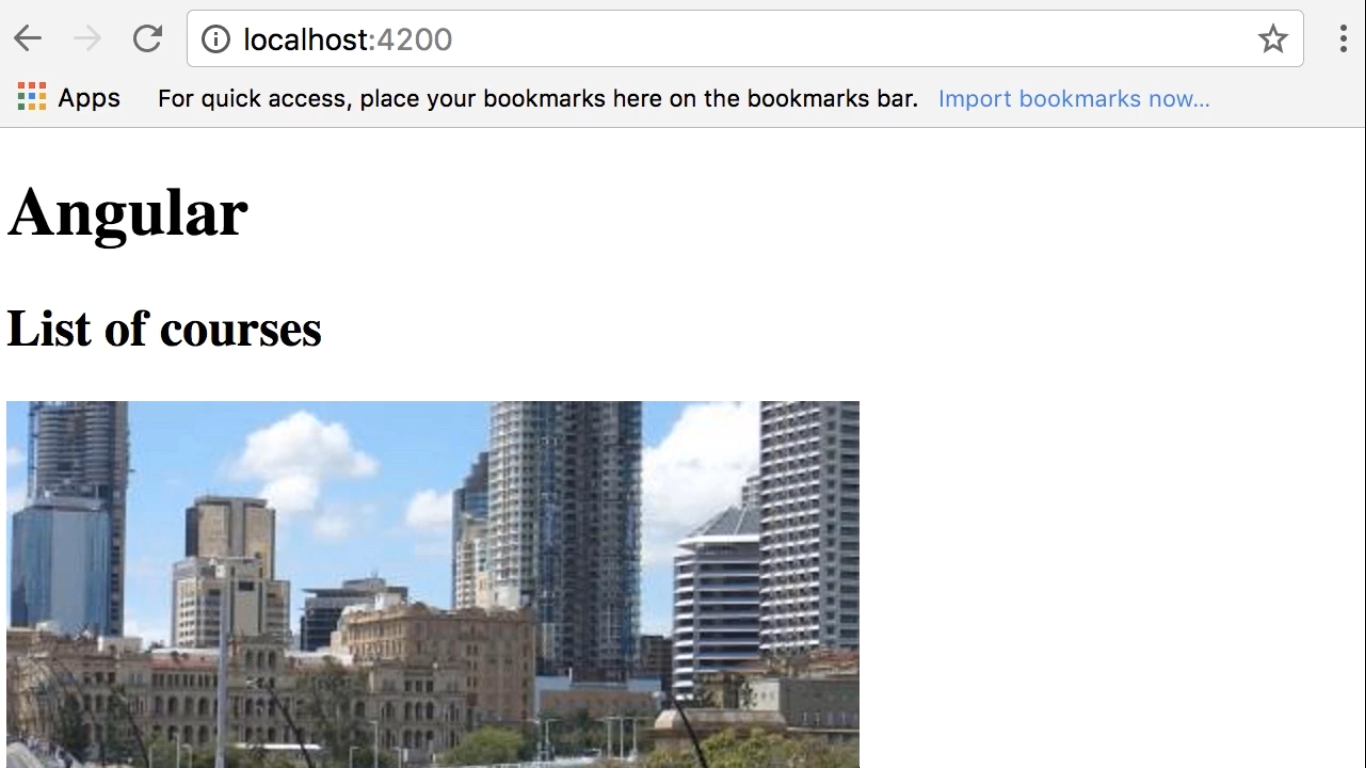 localhost:4200
Apps For quick access, place your bookmarks here on the bookmarks bar. Import bookmarks now...
Angular
List of courses